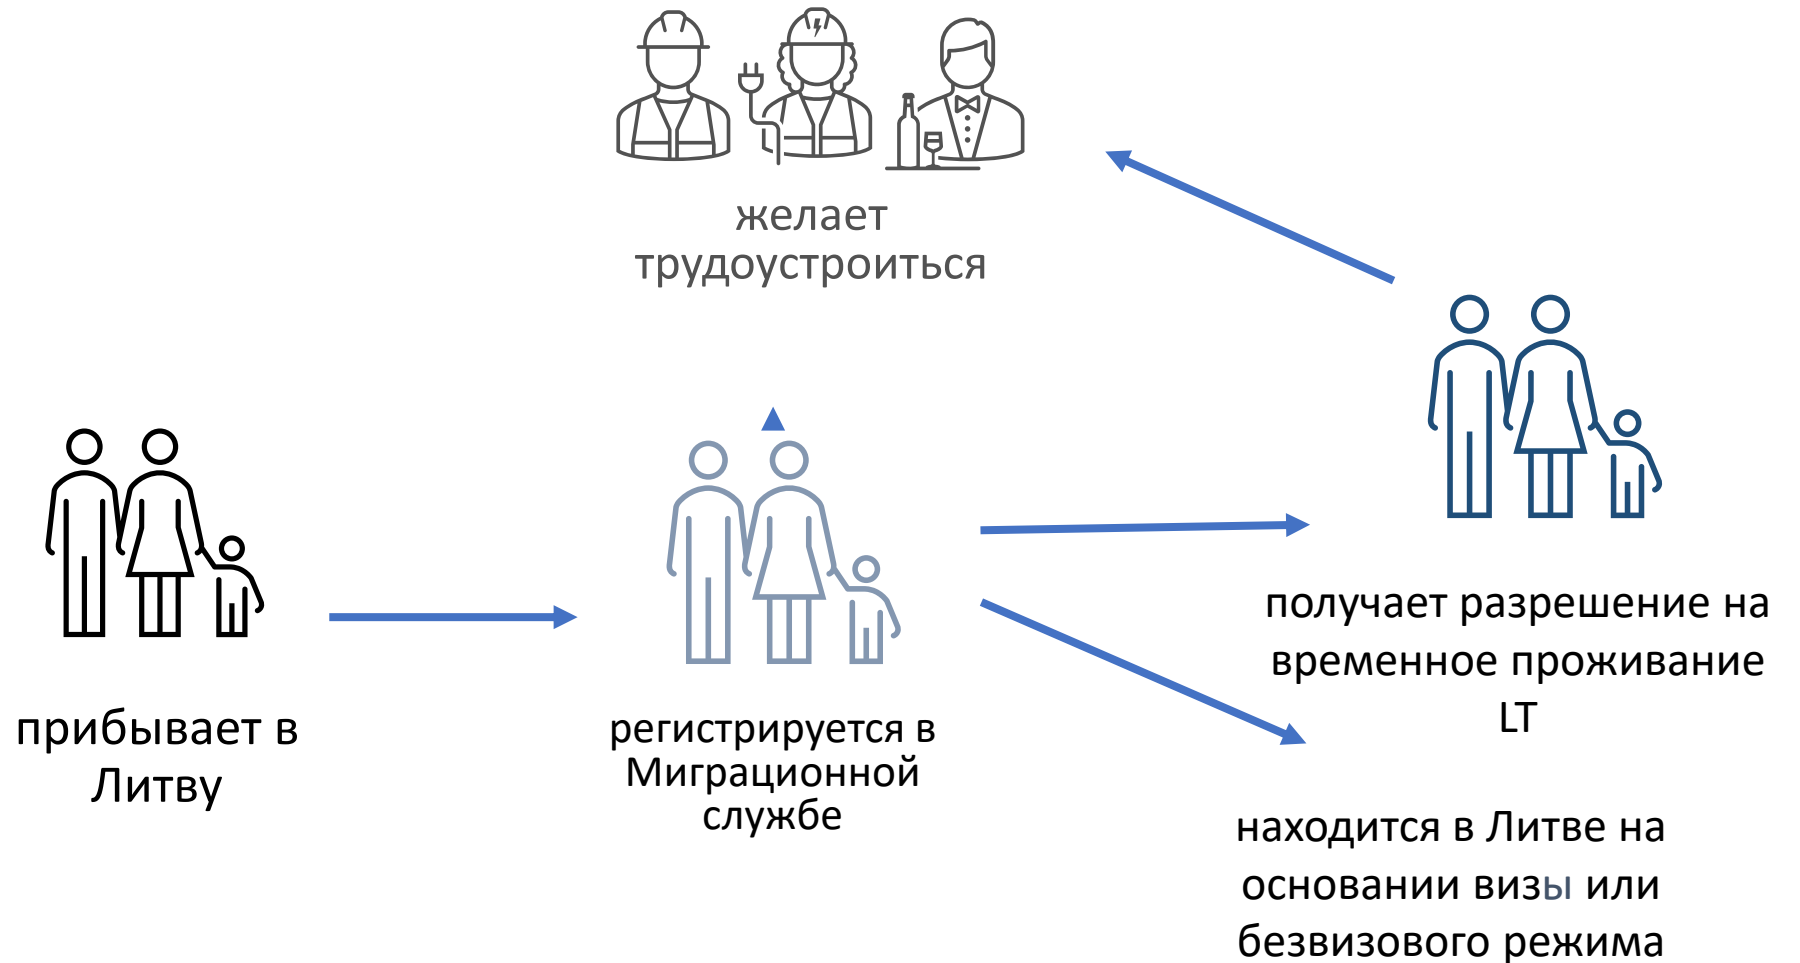 желает
трудоустроиться
прибывает в
Литву
регистрируется в
Миграционной
службе
получает разрешение на
временное проживание
LT
находится в Литве на
основании визы или
безвизового режима